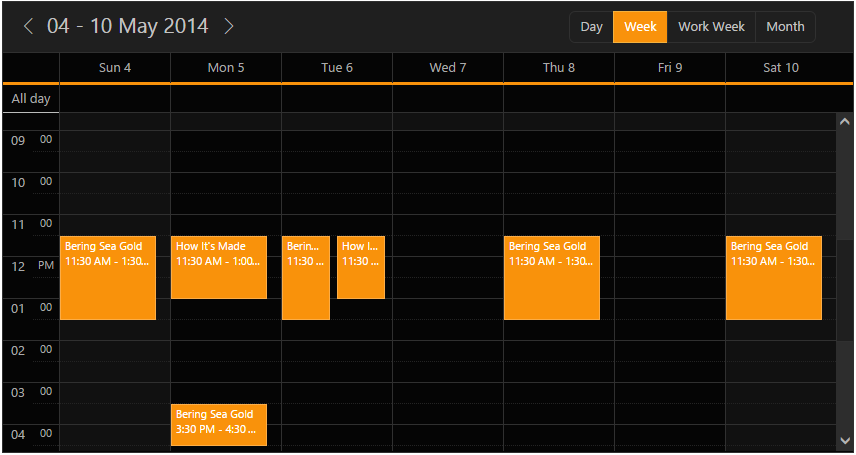 04 - 10 May 2014
Day Week Work Week Month
Sun 4 Mon 5 Tue 6 Wed 7 Thu 8 Fri 9 Sat 10
All day
09 00
10 00
11 00
Bering Sea Gold How It's Made Berin... How I... Bering Sea Gold Bering Sea Gold
11:30 AM - 1:30... 11:30 AM - 1:00... 11:30 ... 11:30 ... 11:30 AM - 1:30... 11:30 AM - 1:30...
12 PM
01 00
02 00
03 00
Bering Sea Gold
3:30 PM - 4:30 ...
04 00